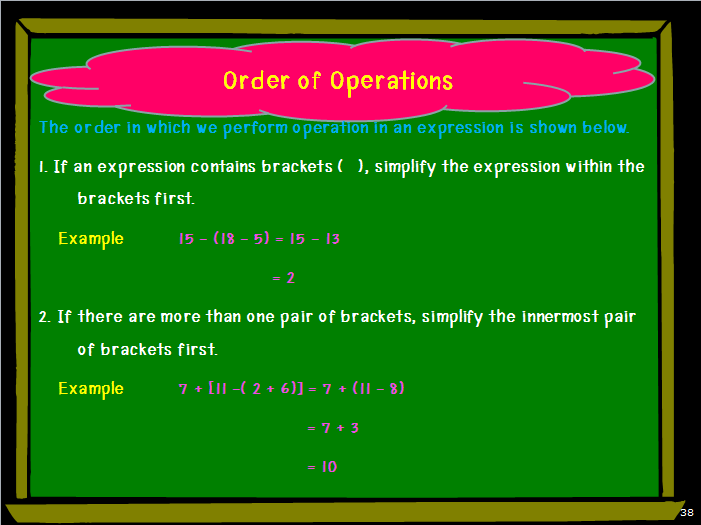 Order of Operations
The order in which we perform operation in an expression is shown below.
1. If an expression contains brackets (   ), simplify the expression within the
brackets first.
Example 15 – (18 – 5) = 15 – 13
= 2
2. If there are more than one pair of brackets, simplify the innermost pair
of brackets first.
Example 7 + [11 –( 2 + 6)] = 7 + (11 – 8)
= 7 + 3
= 10
38